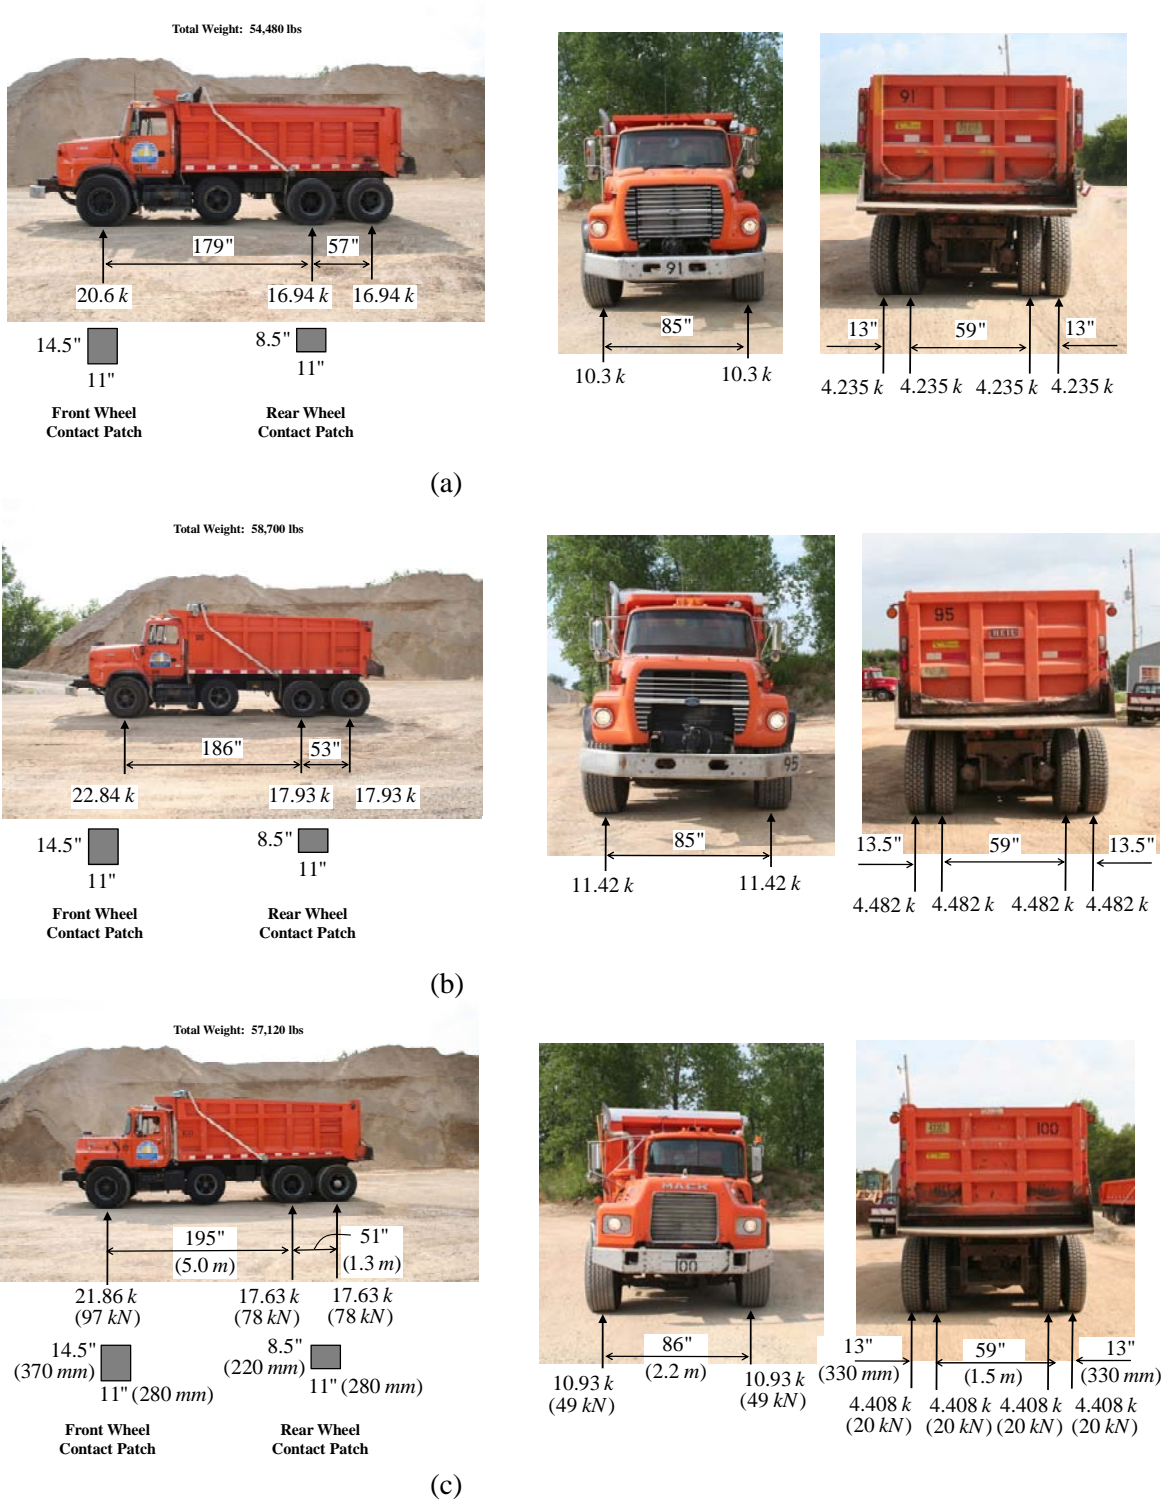 Total Weight: 54,480 lbs
91
91
179"
57"
20.6 k
16.94 k
16.94 k
85"
10.3 k
10.3 k
13"
59"
13"
4.235 k
4.235 k
4.235 k
4.235 k
14.5"
11"
8.5"
11"
Front Wheel
Contact Patch
Rear Wheel
Contact Patch
(a)
Total Weight: 58,700 lbs
95
95
HEIL
186"
53"
22.84 k
17.93 k
17.93 k
85"
11.42 k
11.42 k
13.5"
59"
13.5"
4.482 k
4.482 k
4.482 k
4.482 k
14.5"
11"
8.5"
11"
Front Wheel
Contact Patch
Rear Wheel
Contact Patch
(b)
Total Weight: 57,120 lbs
MACK
100
100
100
195"
(5.0 m)
51"
(1.3 m)
21.86 k
(97 kN)
17.63 k
(78 kN)
17.63 k
(78 kN)
86"
(2.2 m)
10.93 k
(49 kN)
10.93 k
(49 kN)
13"
(330 mm)
59"
(1.5 m)
13"
(330 mm)
4.408 k
(20 kN)
4.408 k
(20 kN)
4.408 k
(20 kN)
4.408 k
(20 kN)
14.5"
(370 mm)
11" (280 mm)
8.5"
(220 mm)
11" (280 mm)
Front Wheel
Contact Patch
Rear Wheel
Contact Patch
(c)